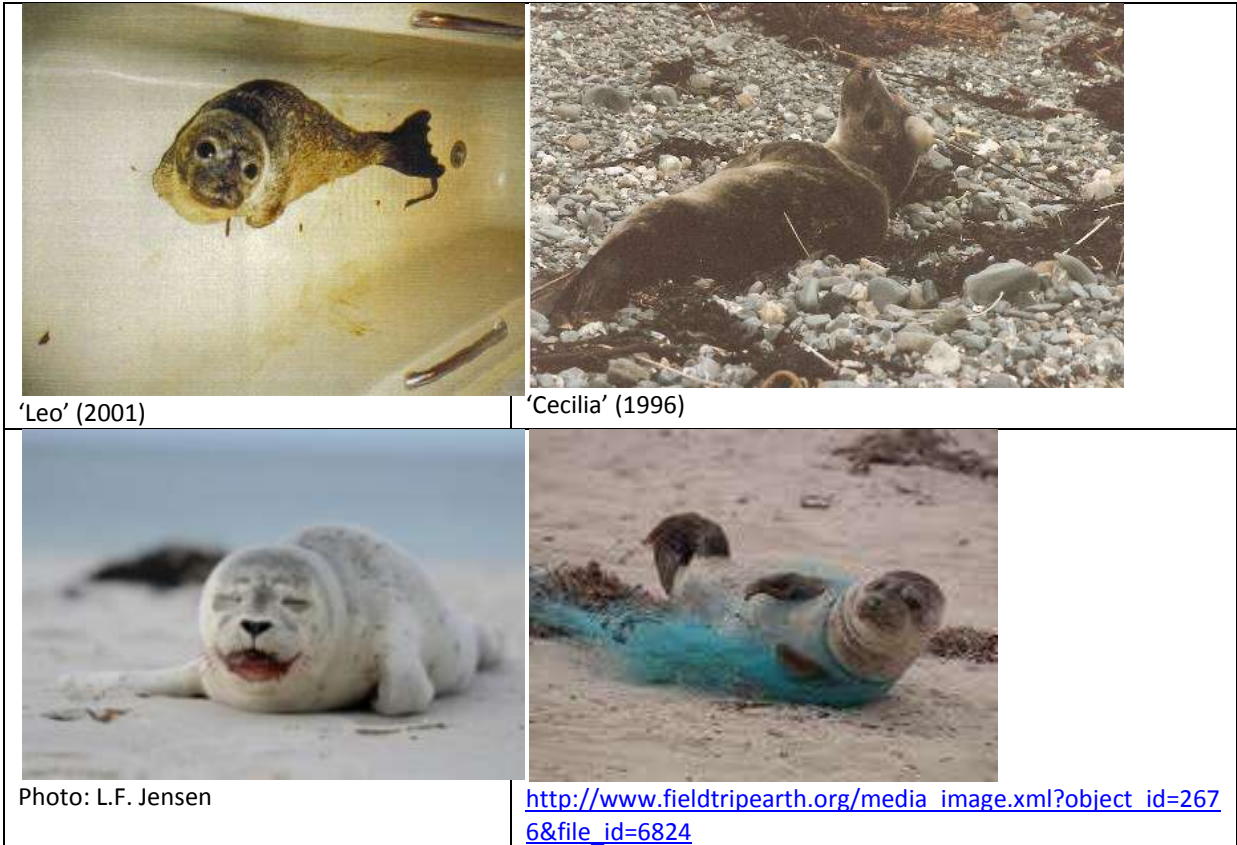 ‘Leo’ (2001)
‘Cecilia’ (1996)
Photo: L.F. Jensen
http://www.fieldtripearth.org/media_image.xml?object_id=267
6&file_id=6824